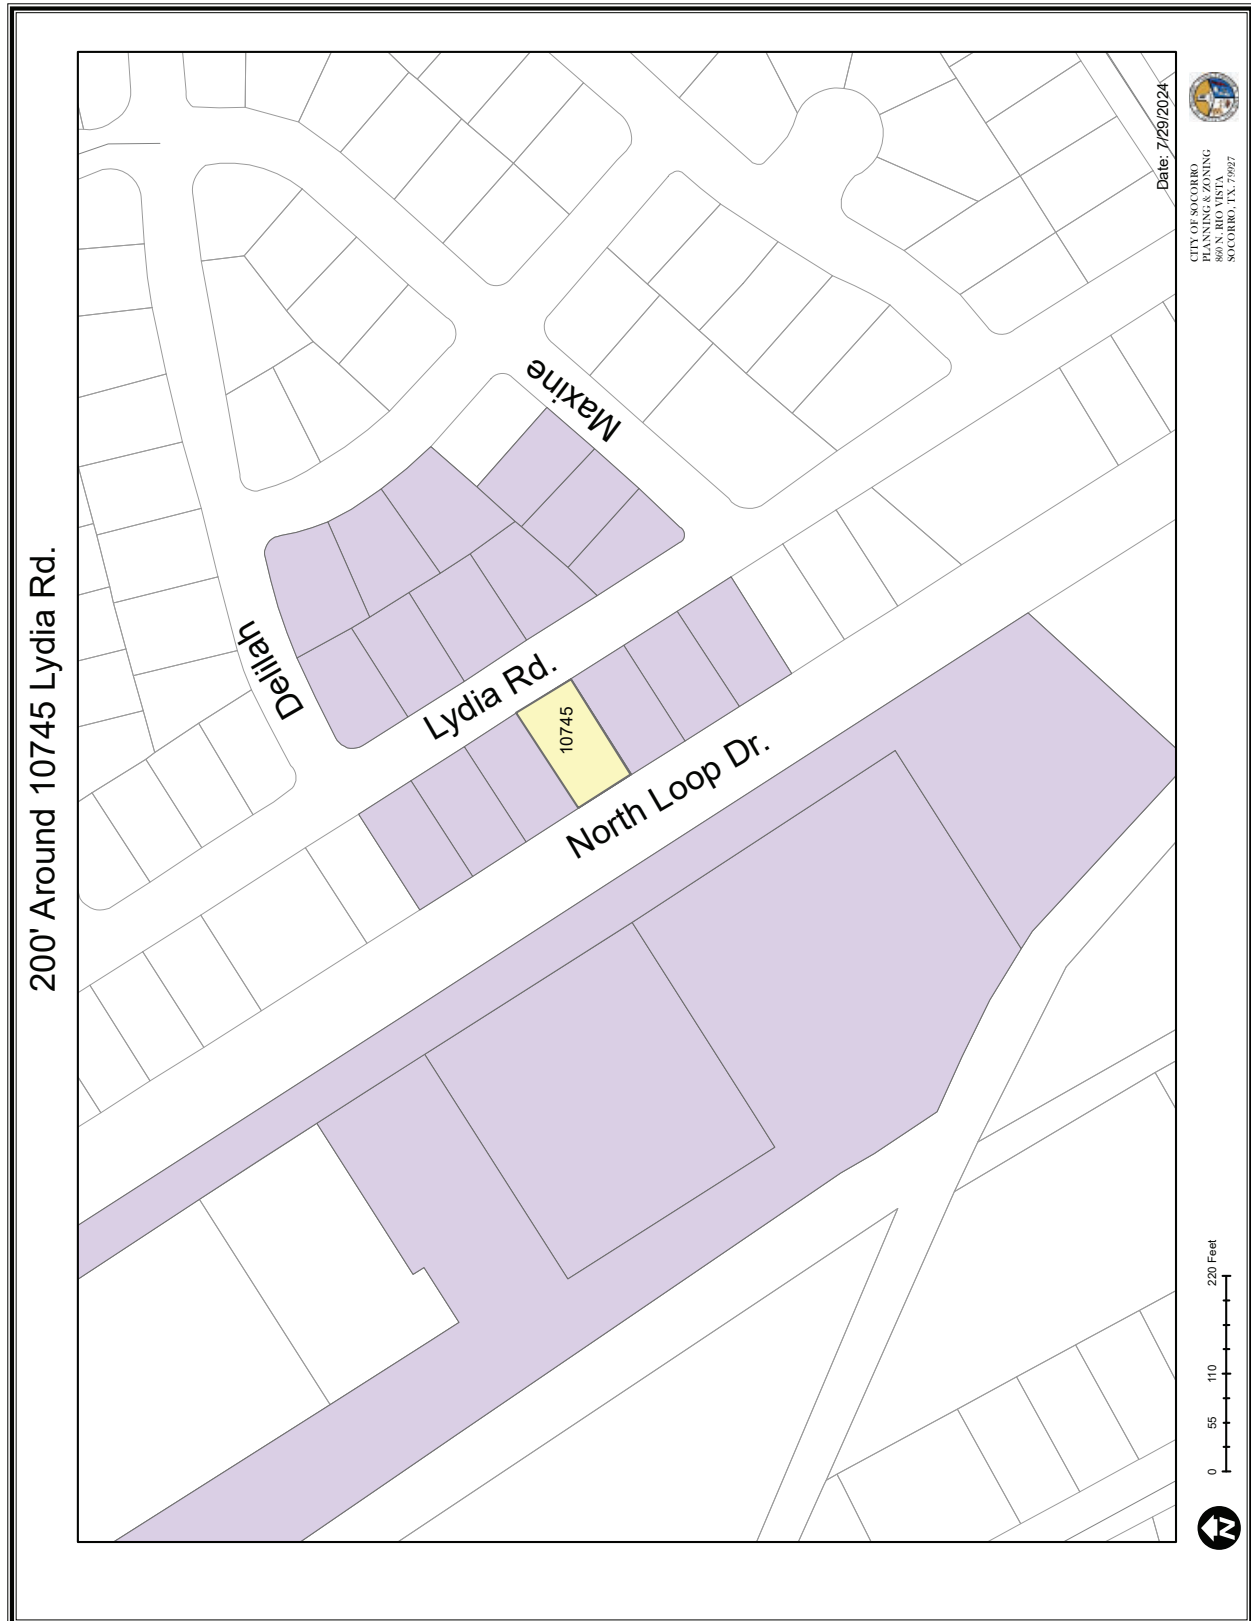 200' Around 10745 Lydia Rd.
Delilah
Maxine
Lydia Rd.
10745
North Loop Dr.
Date: 7/29/2024
CITY OF SOCORRO
PLANNING & ZONING
860 N. RIO VISTA
SOCORRO, TX. 79927
0 55 110 220 Feet
N